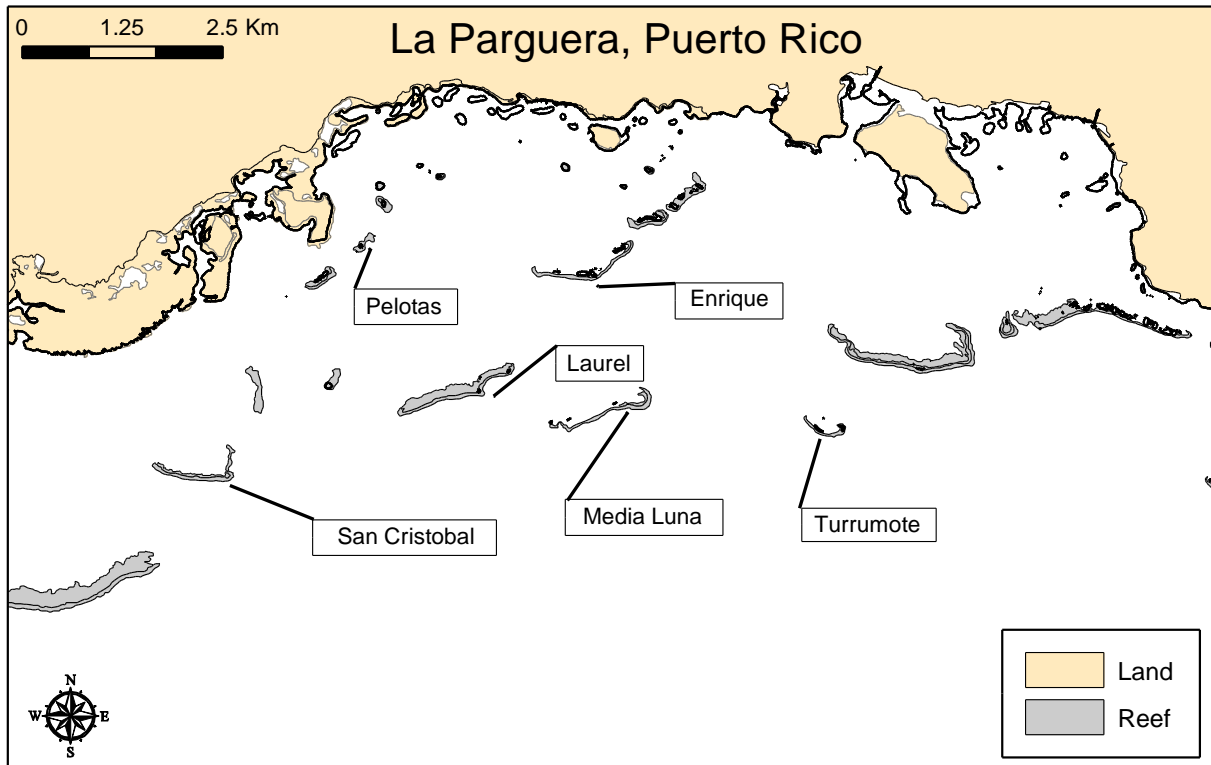 0 1.25 2.5 Km
La Parguera, Puerto Rico
Pelotas
Enrique
Laurel
Media Luna
Turrumote
San Cristobal
Land
Reef
N
W E
S